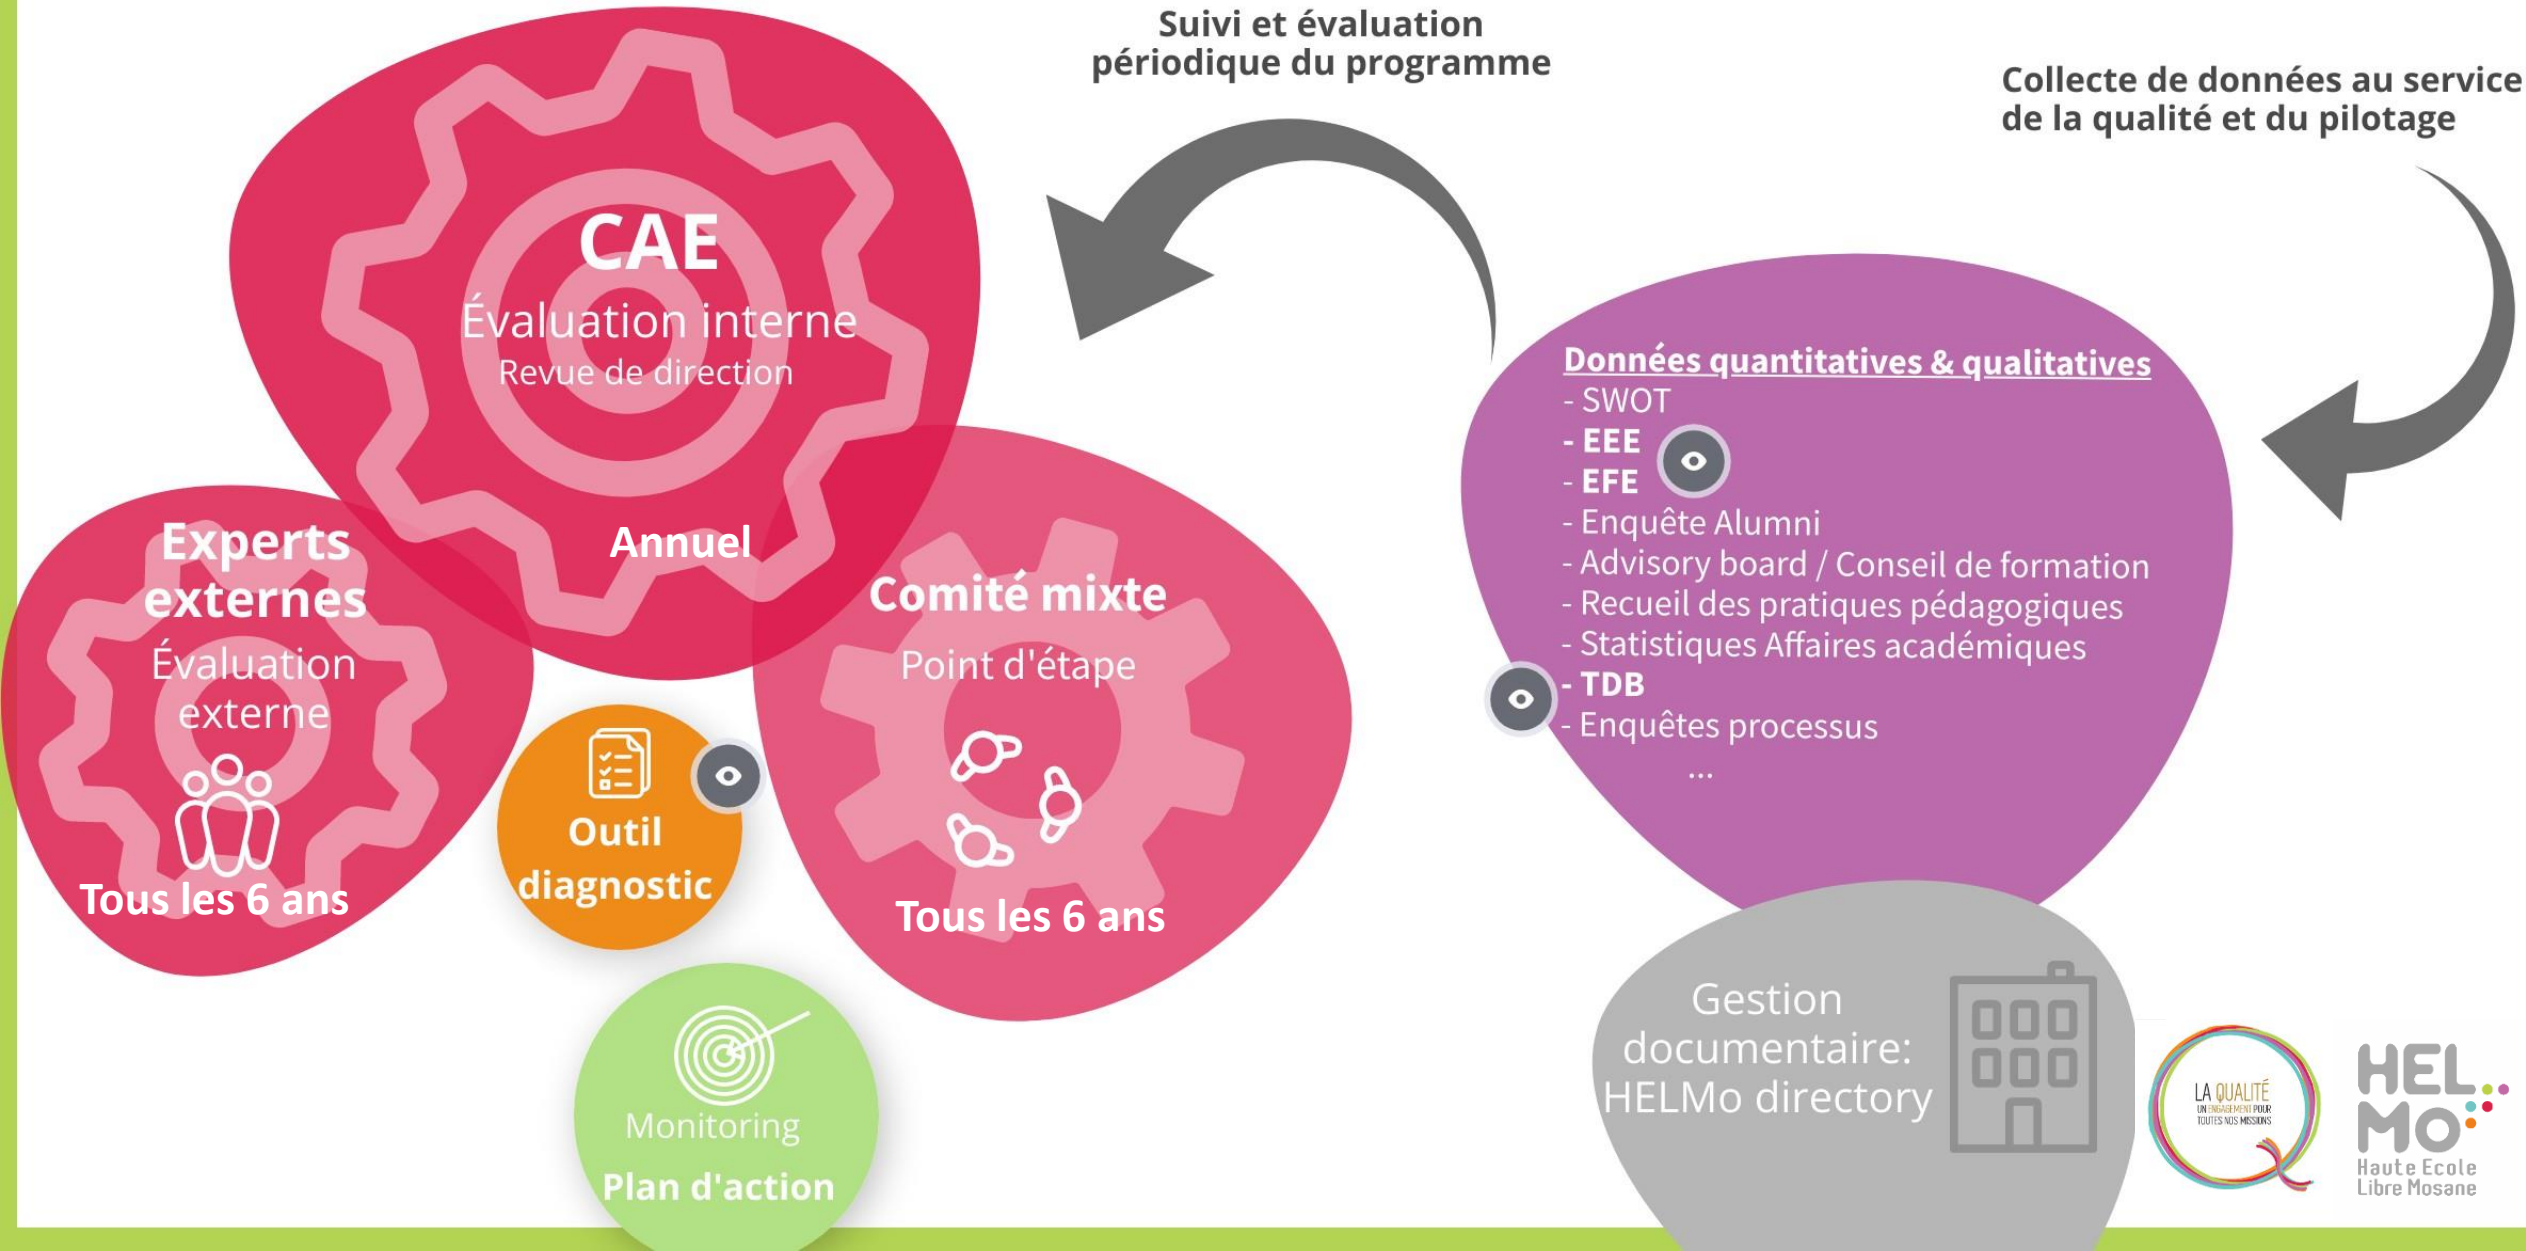 Suivi et évaluation
périodique du programme
Collecte de données au service
de la qualité et du pilotage
CAE
Évaluation interne
Revue de direction
Annuel
Experts
externes
Évaluation
externe
Tous les 6 ans
Comité mixte
Point d'étape
Tous les 6 ans
Outil
diagnostic
Monitoring
Plan d'action
Données quantitatives & qualitatives
- SWOT
- EEE
- EFE
- Enquête Alumni
- Advisory board / Conseil de formation
- Recueil des pratiques pédagogiques
- Statistiques Affaires académiques
- TDB
- Enquêtes processus
...
Gestion
documentaire:
HELMo directory
LA QUALITÉ
UN ENGAGEMENT POUR
TOUTES NOS MISSIONS
HEL
MO
Haute Ecole
Libre Mosane